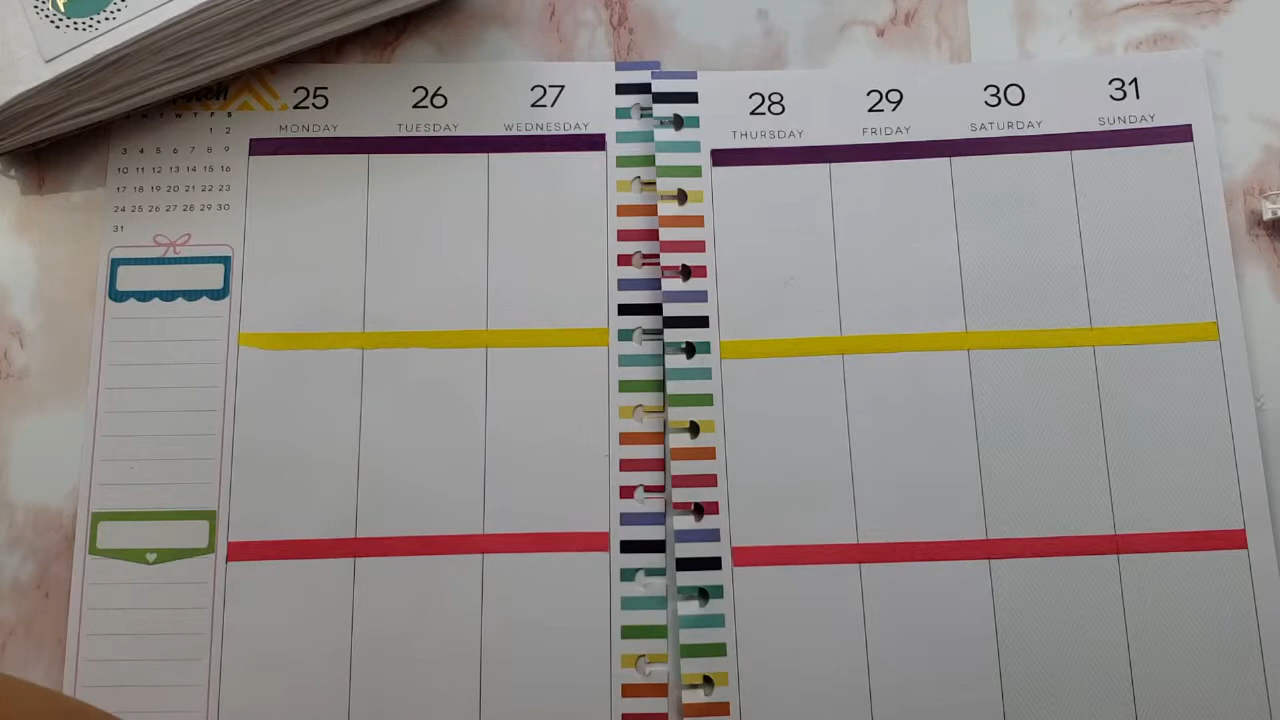 25 26 27 28 29 30 31
MONDAY TUESDAY WEDNESDAY THURSDAY FRIDAY SATURDAY SUNDAY
T W T F S
1 2
3 4 5 6 7 8 9
10 11 12 13 14 15 16
17 18 19 20 21 22 23
24 25 26 27 28 29 30
31